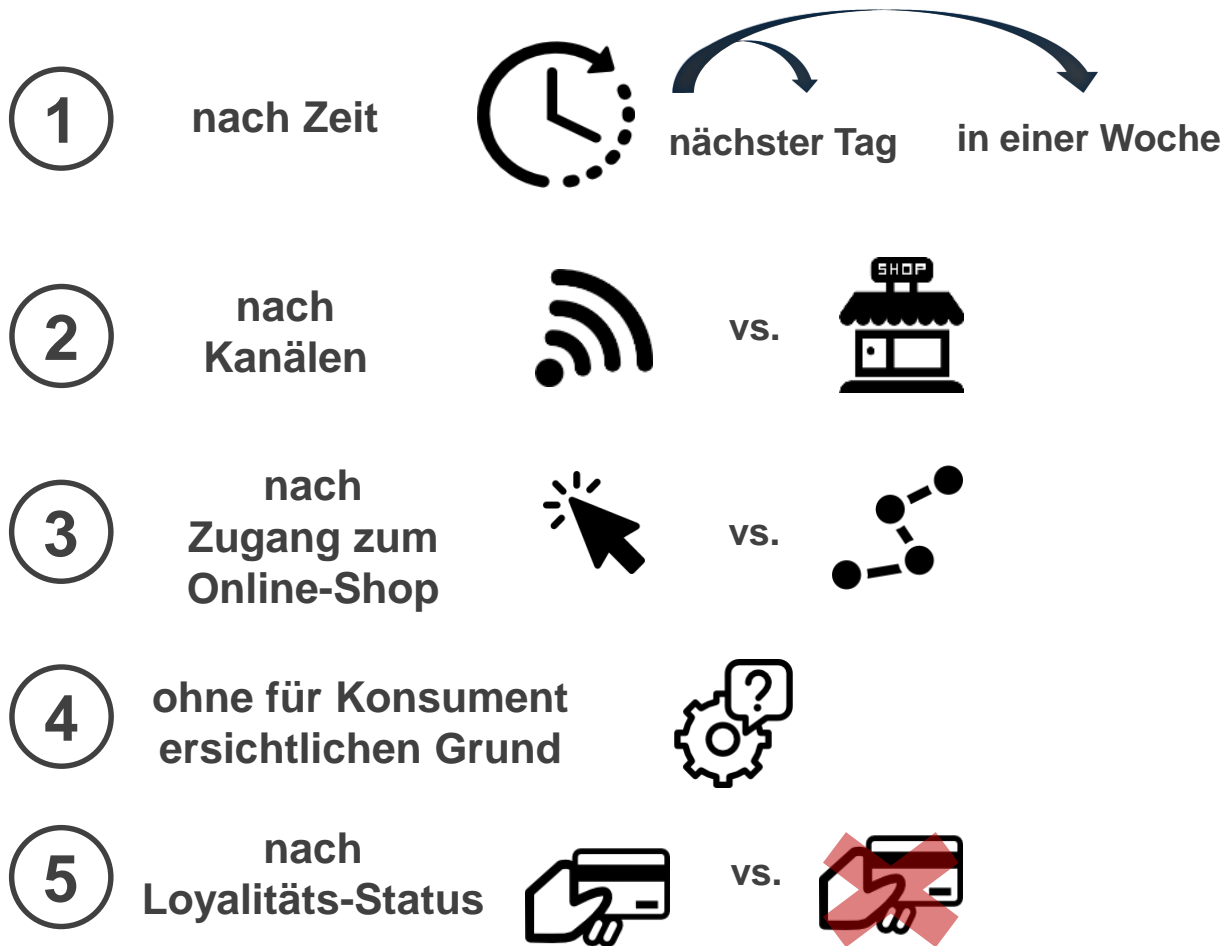 1
nach Zeit
nächster Tag
in einer Woche
2
nach
Kanälen
vs.
SHOP
3
nach
Zugang zum
Online-Shop
vs.
4
ohne für Konsument
ersichtlichen Grund
?
5
nach
Loyalitäts-Status
vs.